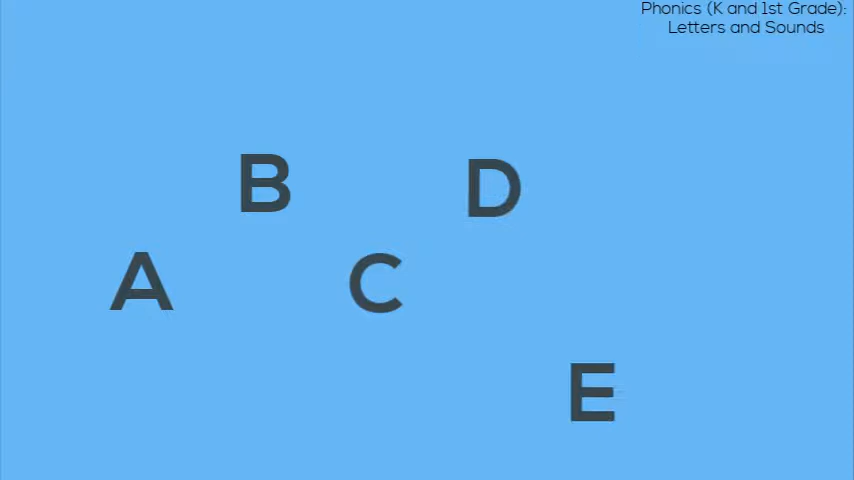 Phonics (K and 1st Grade):
Letters and Sounds
B D
A C
E